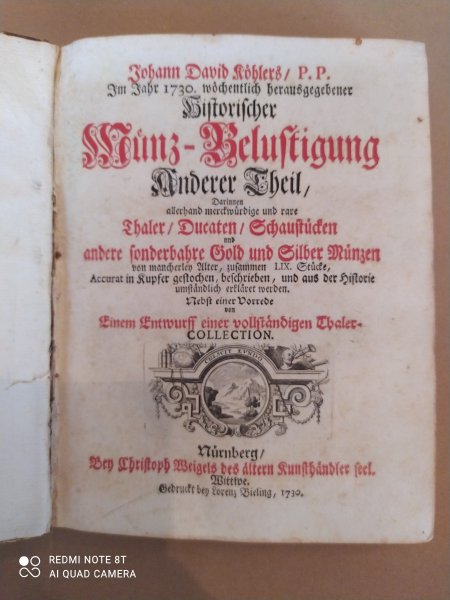 Johann David Köhlers/ P. P.
Im Jahr 1730. wöchentlich herausgegebener
Historischer
Münz-Belustigung
Anderer Theil,
Darinnen
allerhand merckwürdige und rare
Thaler/ Ducaten/ Schaustücken
und
andere sonderbahre Gold und Silber Münzen
von mancherley Alter, zusammen LIX. Stücke,
Accurat in Kupfer gestochen, beschrieben, und aus der Historie
umständlich erkläret werden.
Nebst einer Vorrede
von
Einem Entwurff einer vollständigen Thaler-
COLLECTION.
Nürnberg/
Bey Christoph Weigels des ältern Kunsthändler seel.
Wittwe.
Gedruckt bey Lorenz Bieling, 1730.
REDMI NOTE 8T
AI QUAD CAMERA